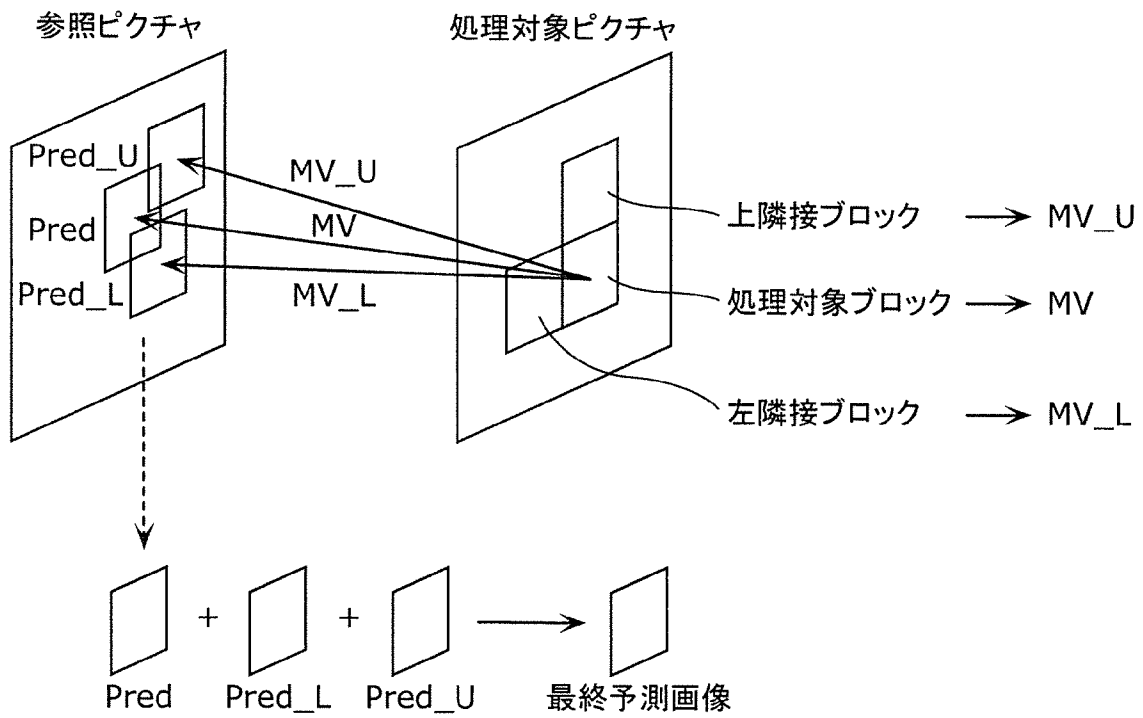 参照ピクチャ
処理対象ピクチャ
Pred_U
MV_U
Pred
MV
Pred_L
MV_L
上隣接ブロック MV_U
処理対象ブロック MV
左隣接ブロック MV_L
+ +
Pred Pred_L Pred_U 最終予測画像